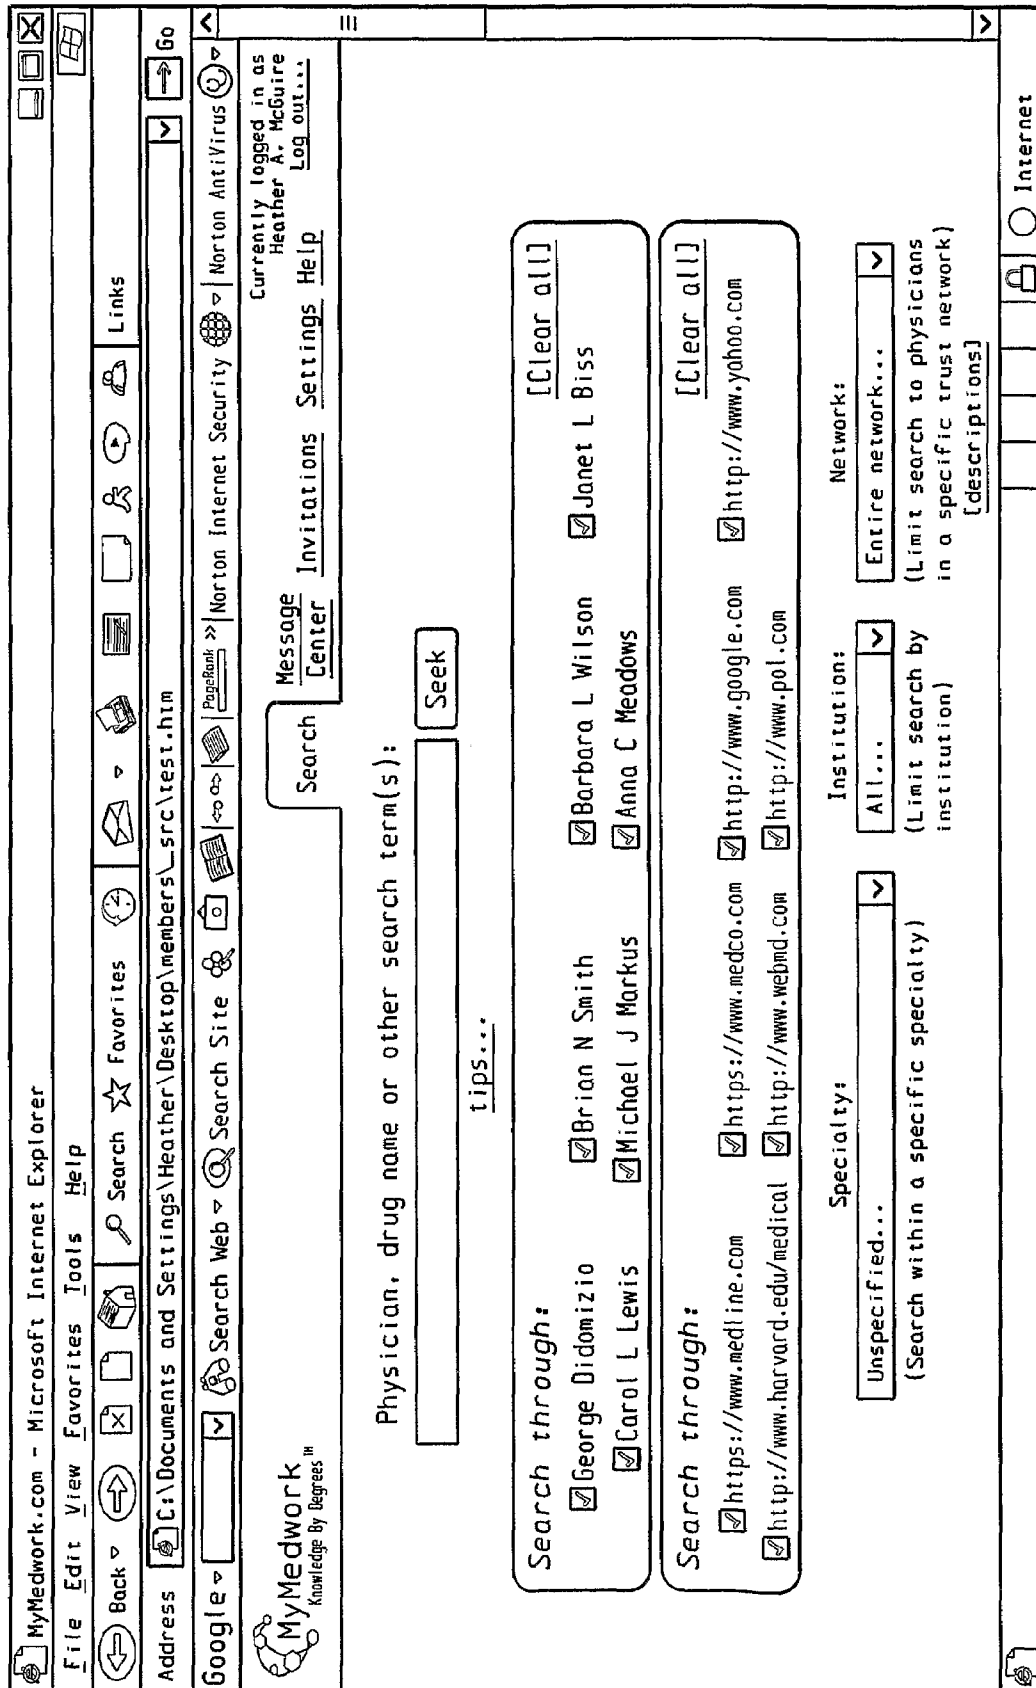 MyMedwork.com - Microsoft Internet Explorer
File Edit View Favorites Tools Help
Back Search Favorites Links
Address C:\Documents and Settings\Heather\Desktop\members\_src\test.htm Go
Google Search Web Search Site PageRank » Norton Internet Security Norton AntiVirus
MyMedwork™
Knowledge By Degrees
Currently logged in as
Heather A. McGuire
Search Message Center Invitations Settings Help Log out...
Physician, drug name or other search term(s):
Seek
tips...
Search through: [Clear all]
George Didomizio Brian N Smith Barbara L Wilson Janet L Biss
Carol L Lewis Michael J Markus Anna C Meadows
Search through: [Clear all]
https://www.medline.com https://www.medco.com http://www.google.com http://www.yahoo.com
http://www.harvard.edu/medical http://www.webmd.com http://www.pol.com
Specialty: Institution: Network:
Unspecified... All... Entire network...
(Search within a specific specialty) (Limit search by institution) (Limit search to physicians
in a specific trust network)
[descriptions]
Internet